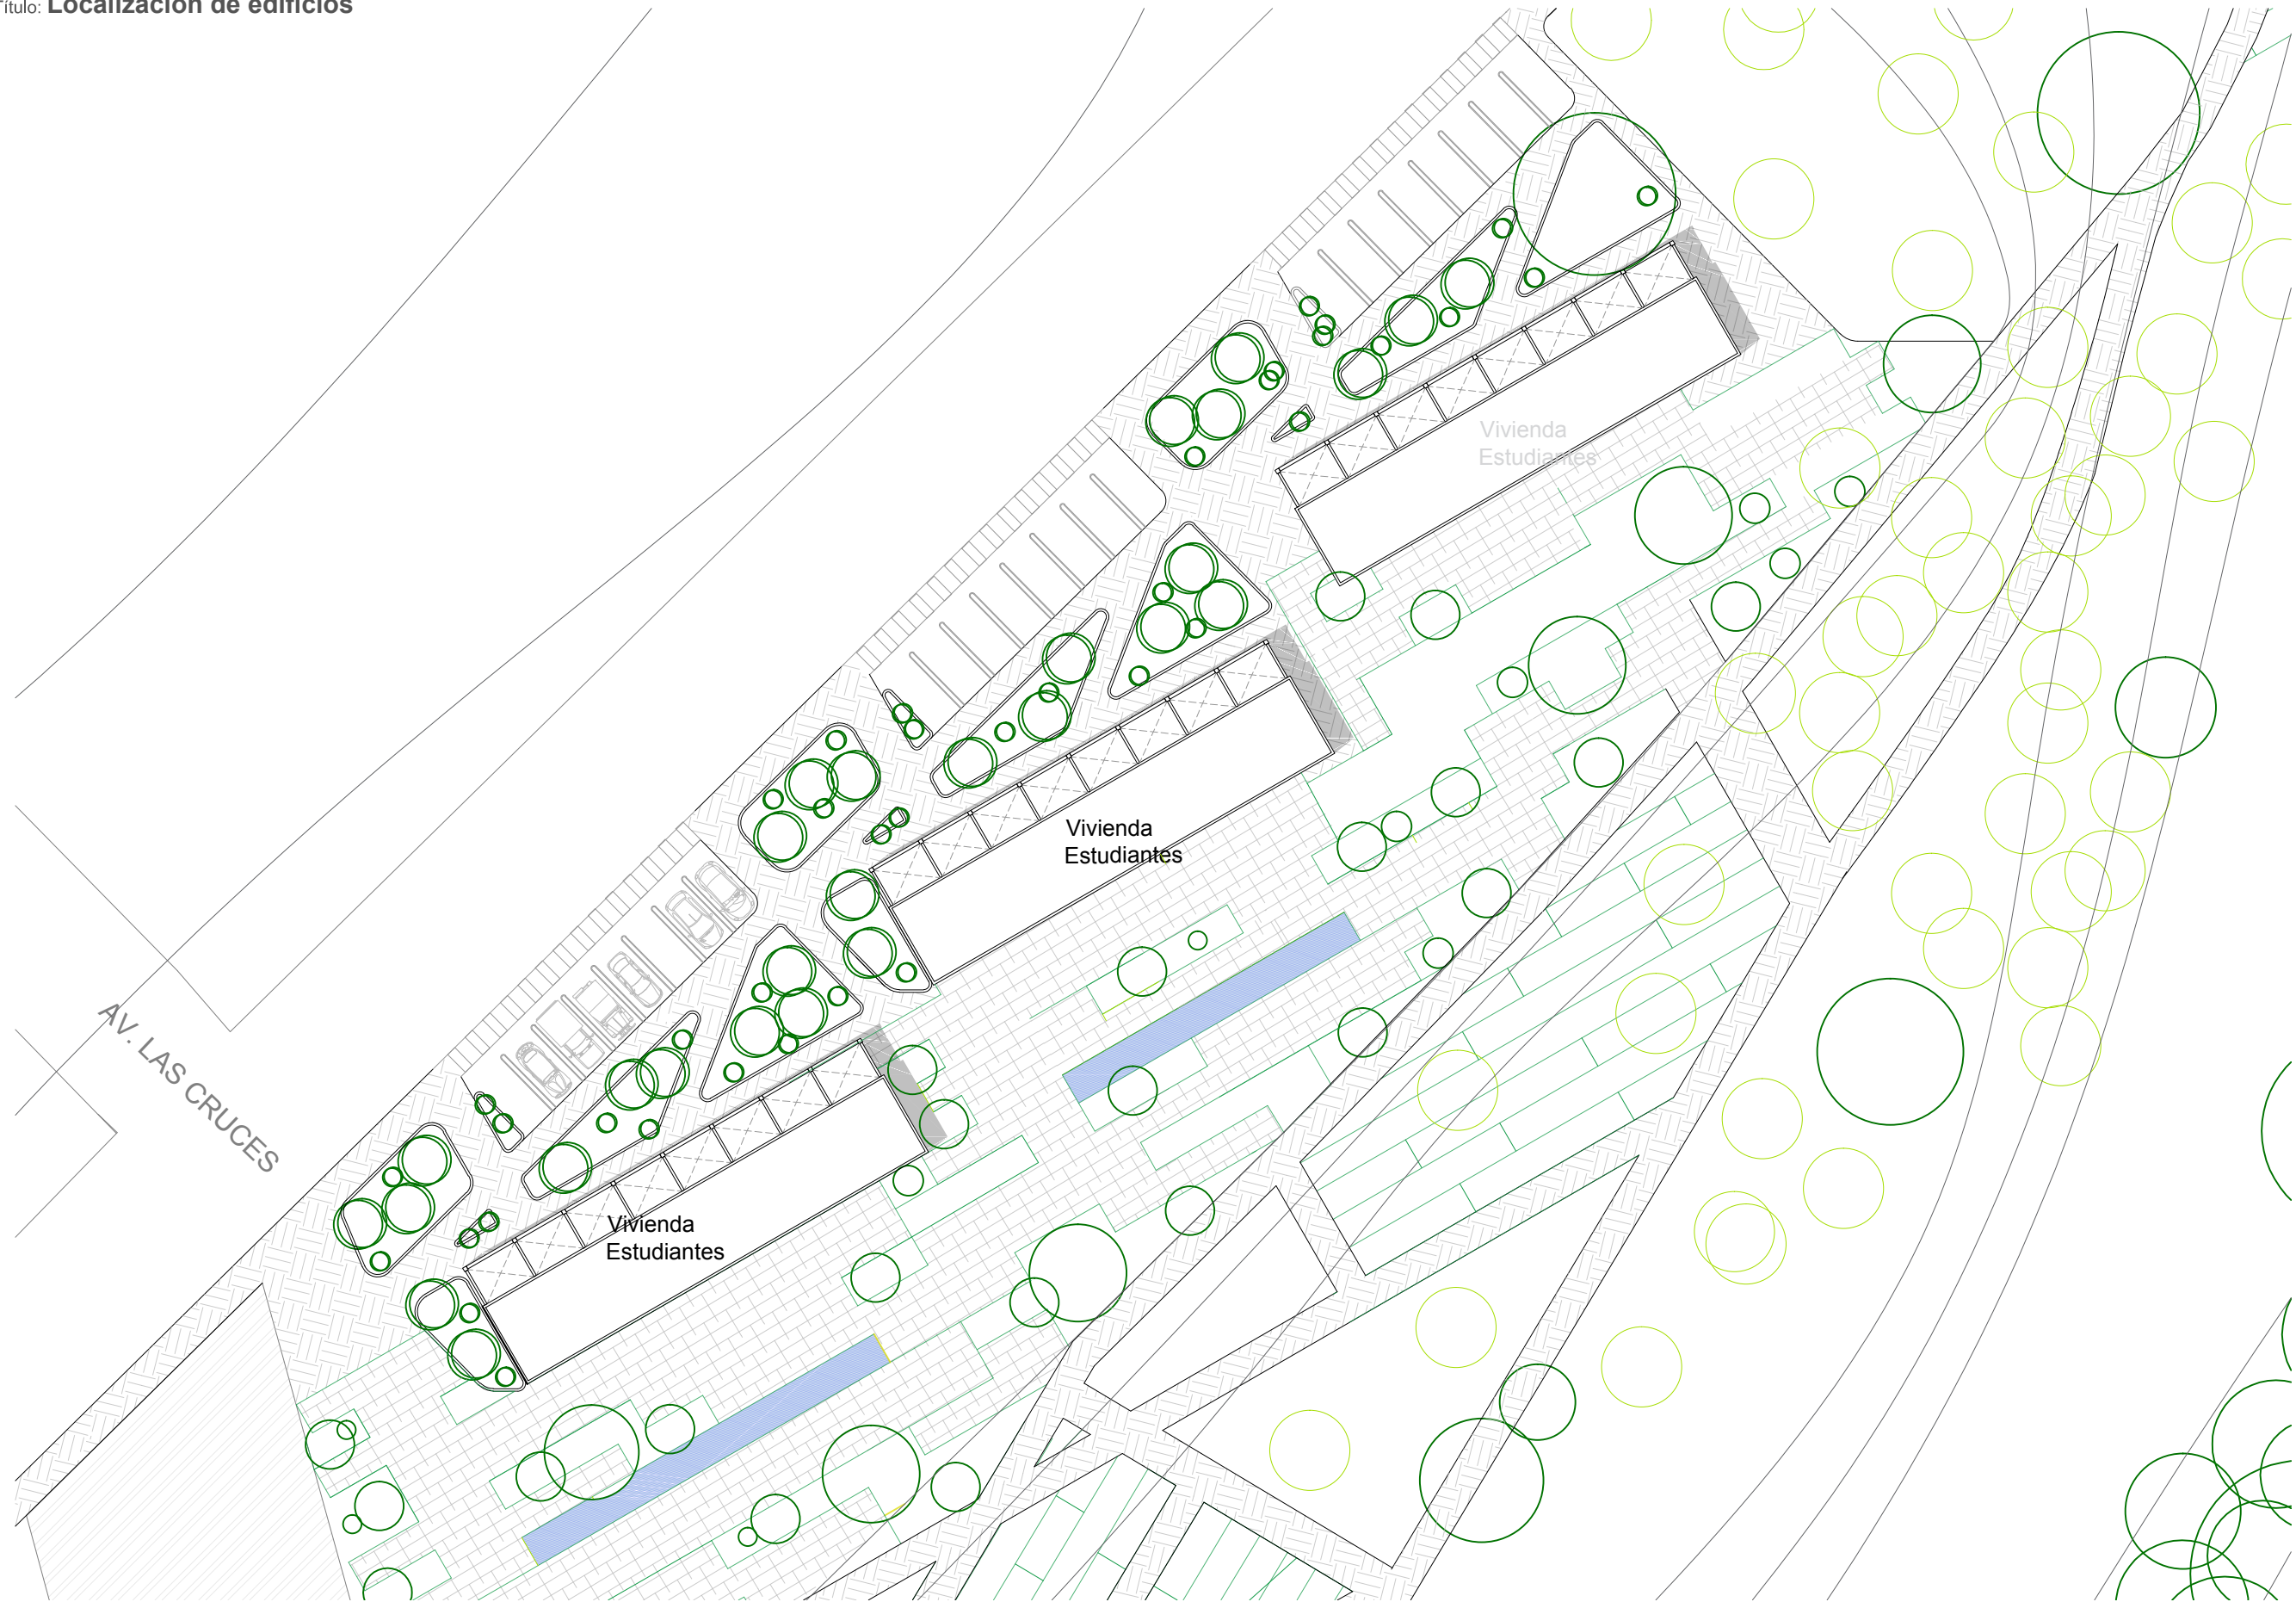 Título: Localización de edificios
Vivienda
Estudiantes
Vivienda
Estudiantes
AV. LAS CRUCES
Vivienda
Estudiantes